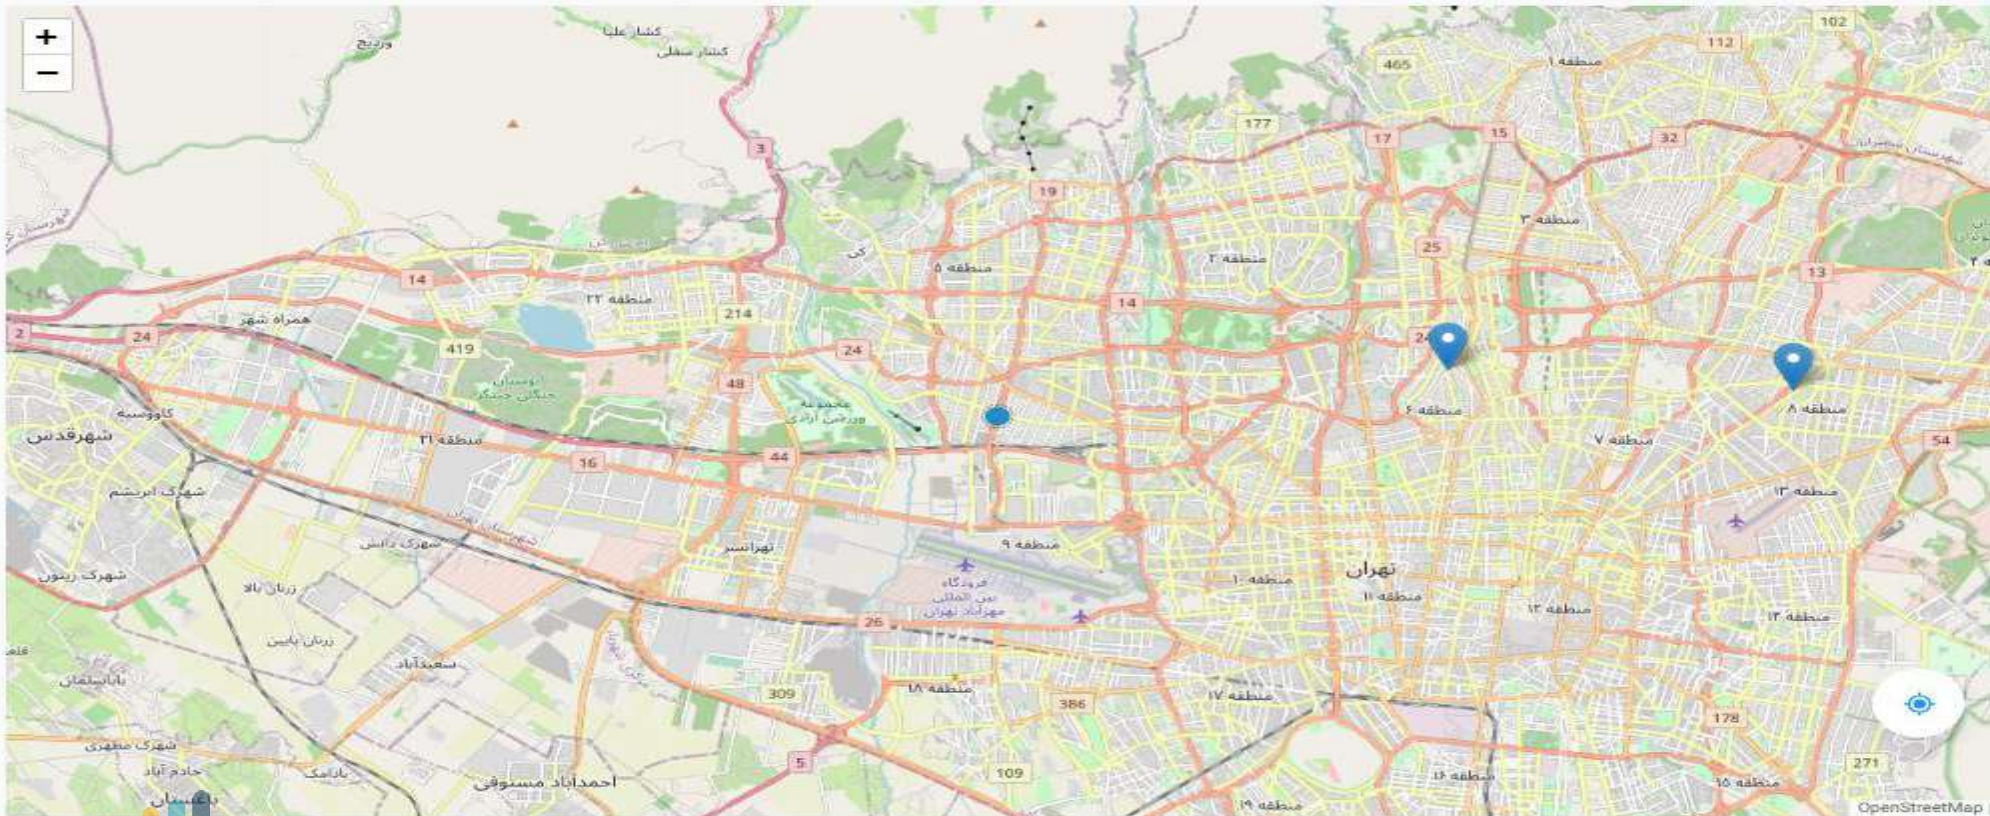 +
−
وردیج
کشار علیا
کشار سفلی
102
112
465
منطقه ۱
177
17
15
32
3
19
منطقه ۳
25
کن
منطقه ۵
منطقه ۲
13
14
14
منطقه ۲۲
214
همراه شهر
2
24
419
24
48
بوستان
جنگلی چیتگر
مجموعه
ورزشی آزادی
منطقه ۶
منطقه ۸
کاووسیه
شهرقدس
منطقه ۲۱
منطقه ۷
54
16
44
شهرک ابریشم
منطقه ۱۳
شهرک دانش
تهرانسر
منطقه ۹
شهرک زیتون
زرنان بالا
فرودگاه
بین المللی
مهرآباد تهران
منطقه ۱۰
تهران
منطقه ۱۱
منطقه ۱۲
منطقه ۱۴
26
زرنان پایین
سعیدآباد
باباسلمان
309
منطقه ۱۸
386
منطقه ۱۷
178
شهرک مطهری
خادم آباد
بادامک
احمدآباد مستوفی
5
109
منطقه ۱۶
منطقه ۱۵
271
باغستان
منطقه ۱۹
OpenStreetMap